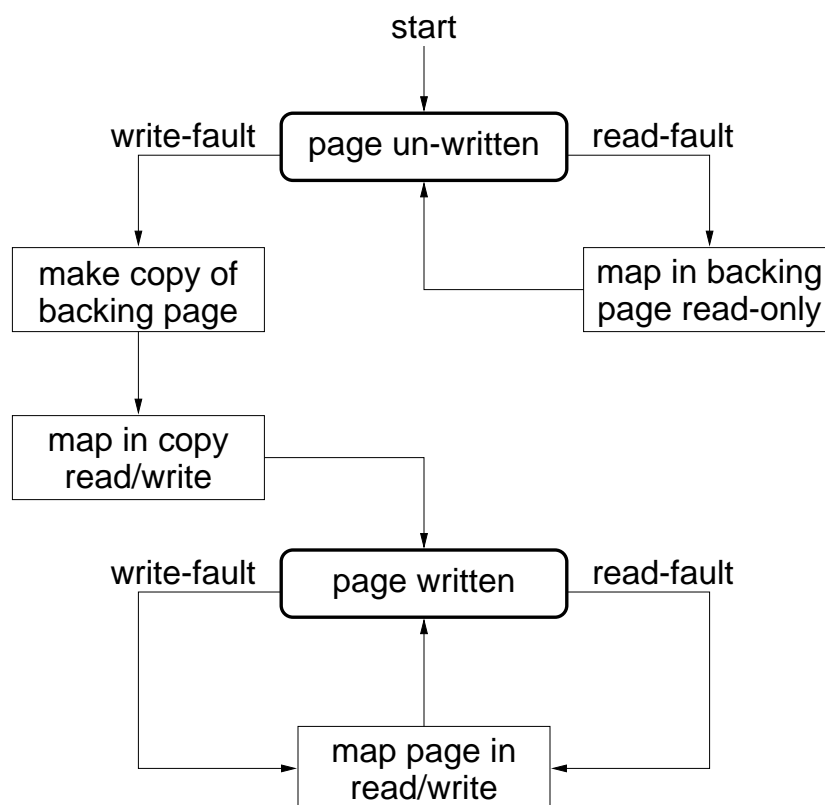 start
write-fault
page un-written
read-fault
make copy of
backing page
map in backing
page read-only
map in copy
read/write
write-fault
page written
read-fault
map page in
read/write